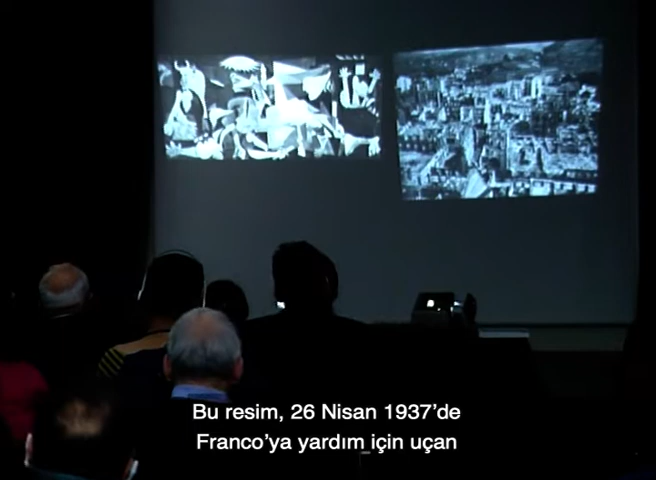 Bu resim, 26 Nisan 1937’de
Franco’ya yardım için uçan